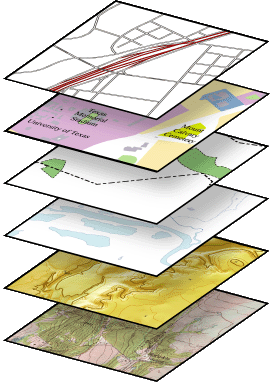 Texas
Memorial
Stadium
University of Texas
Mount
Calvary
Cemetery